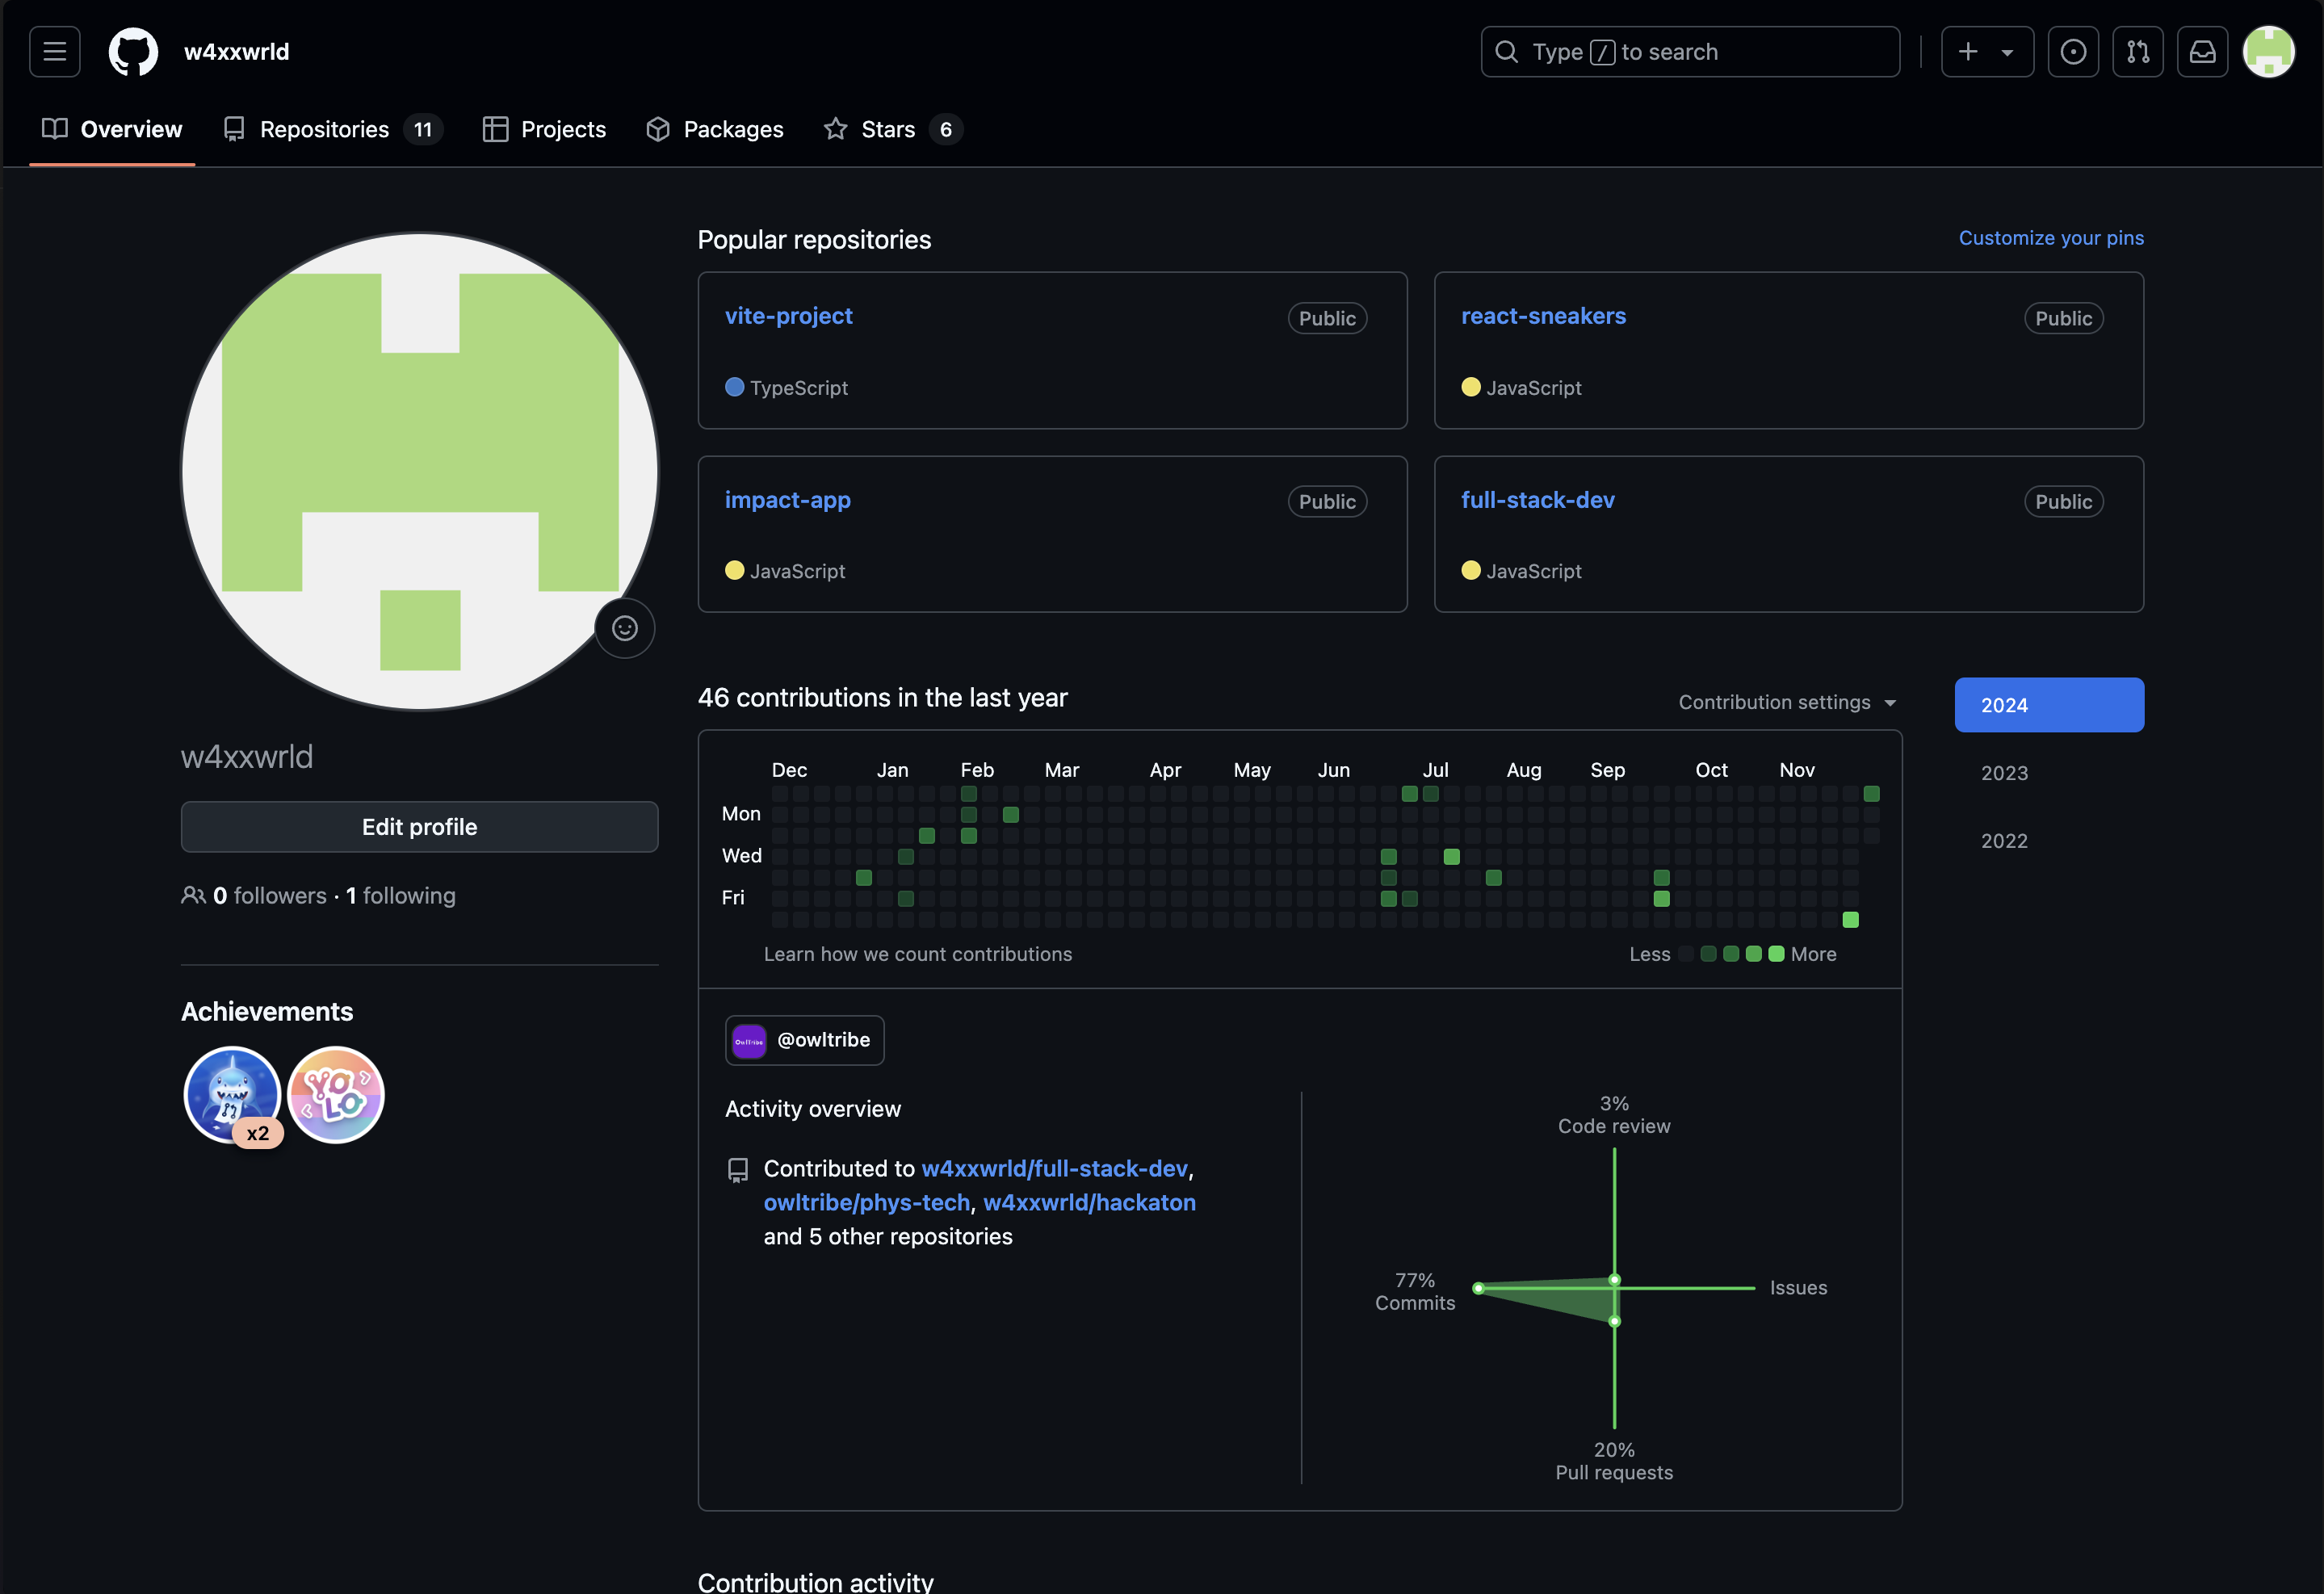 w4xxwrld
Type / to search
Overview
Repositories 11
Projects
Packages
Stars 6
w4xxwrld
Edit profile
0 followers · 1 following
Achievements
x2
YOLO
Popular repositories
Customize your pins
vite-project Public
TypeScript
react-sneakers Public
JavaScript
impact-app Public
JavaScript
full-stack-dev Public
JavaScript
46 contributions in the last year
Contribution settings
2024
2023
2022
Dec Jan Feb Mar Apr May Jun Jul Aug Sep Oct Nov
Mon
Wed
Fri
Learn how we count contributions
Less More
OwlTribe
@owltribe
Activity overview
Contributed to w4xxwrld/full-stack-dev,
owltribe/phys-tech, w4xxwrld/hackaton
and 5 other repositories
3%
Code review
77%
Commits
Issues
20%
Pull requests
Contribution activity